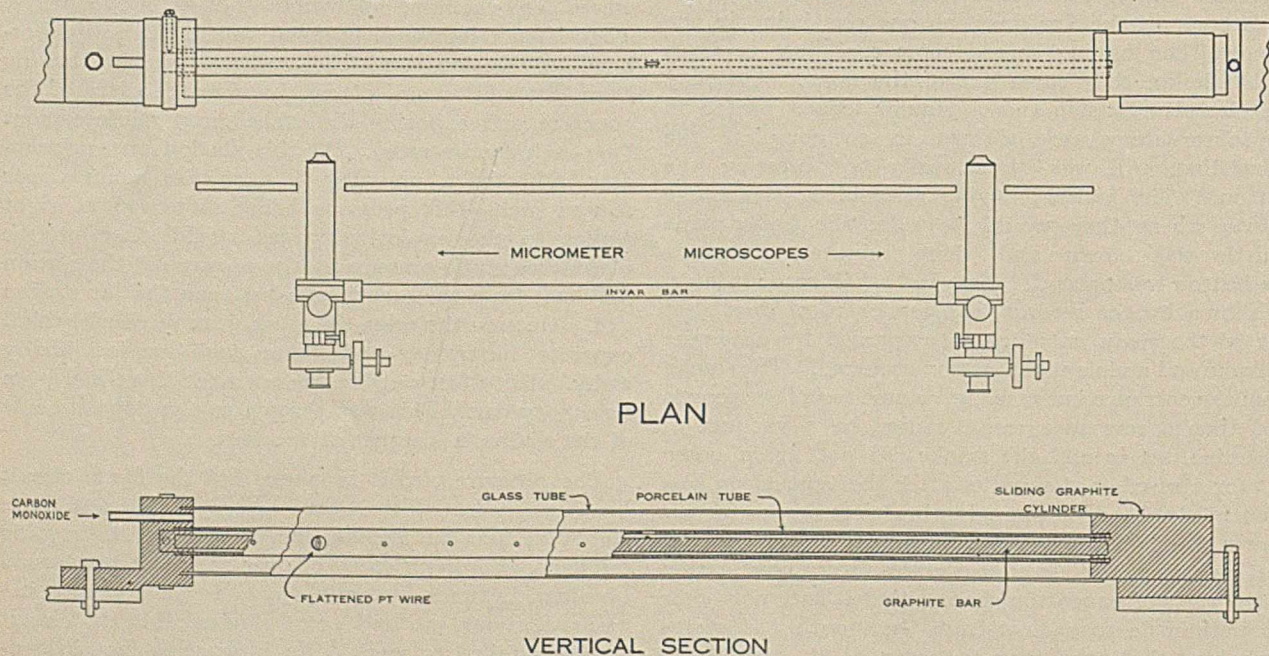 MICROMETER MICROSCOPES
INVAR BAR
PLAN
CARBON
MONOXIDE
GLASS TUBE
PORCELAIN TUBE
SLIDING GRAPHITE
CYLINDER
FLATTENED PT WIRE
GRAPHITE BAR
VERTICAL SECTION